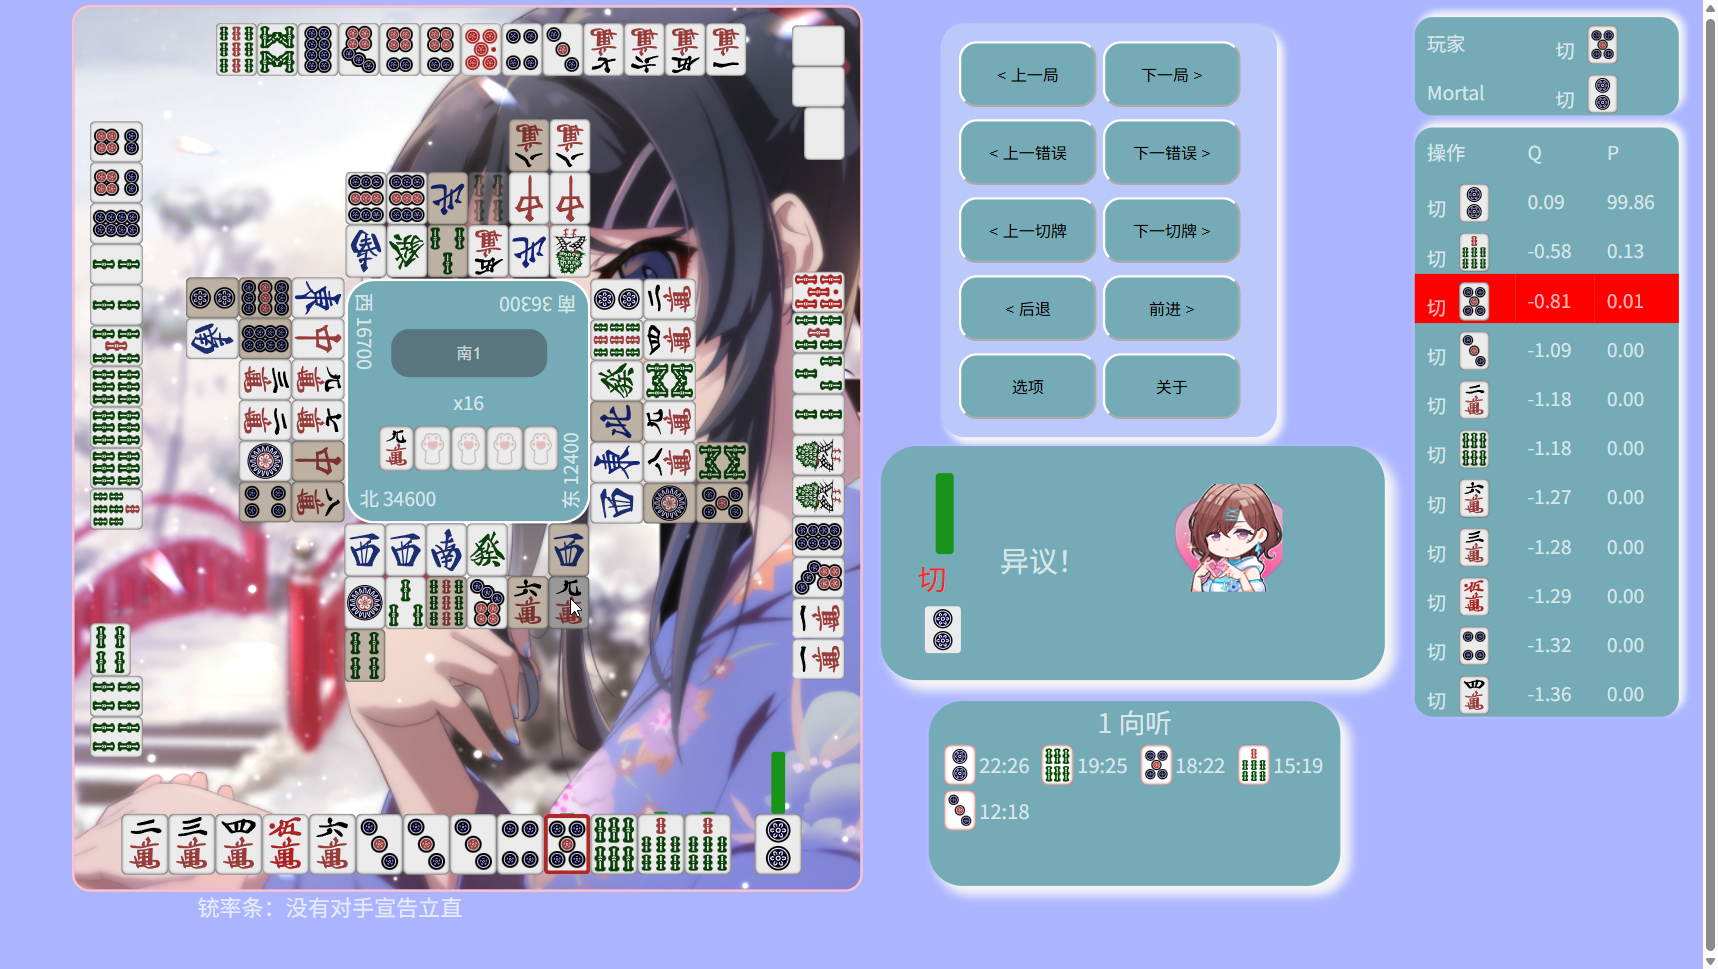 西 16700
南 36300
南1
x16
北 34600
东 12400
铳率条：没有对手宣告立直
< 上一局
下一局 >
< 上一错误
下一错误 >
< 上一切牌
下一切牌 >
< 后退
前进 >
选项
关于
切
异议！
1 向听
22:26
19:25
18:22
15:19
12:18
玩家 切
Mortal 切
操作 Q P
切 0.09 99.86
切 -0.58 0.13
切 -0.81 0.01
切 -1.09 0.00
切 -1.18 0.00
切 -1.18 0.00
切 -1.27 0.00
切 -1.28 0.00
切 -1.29 0.00
切 -1.32 0.00
切 -1.36 0.00